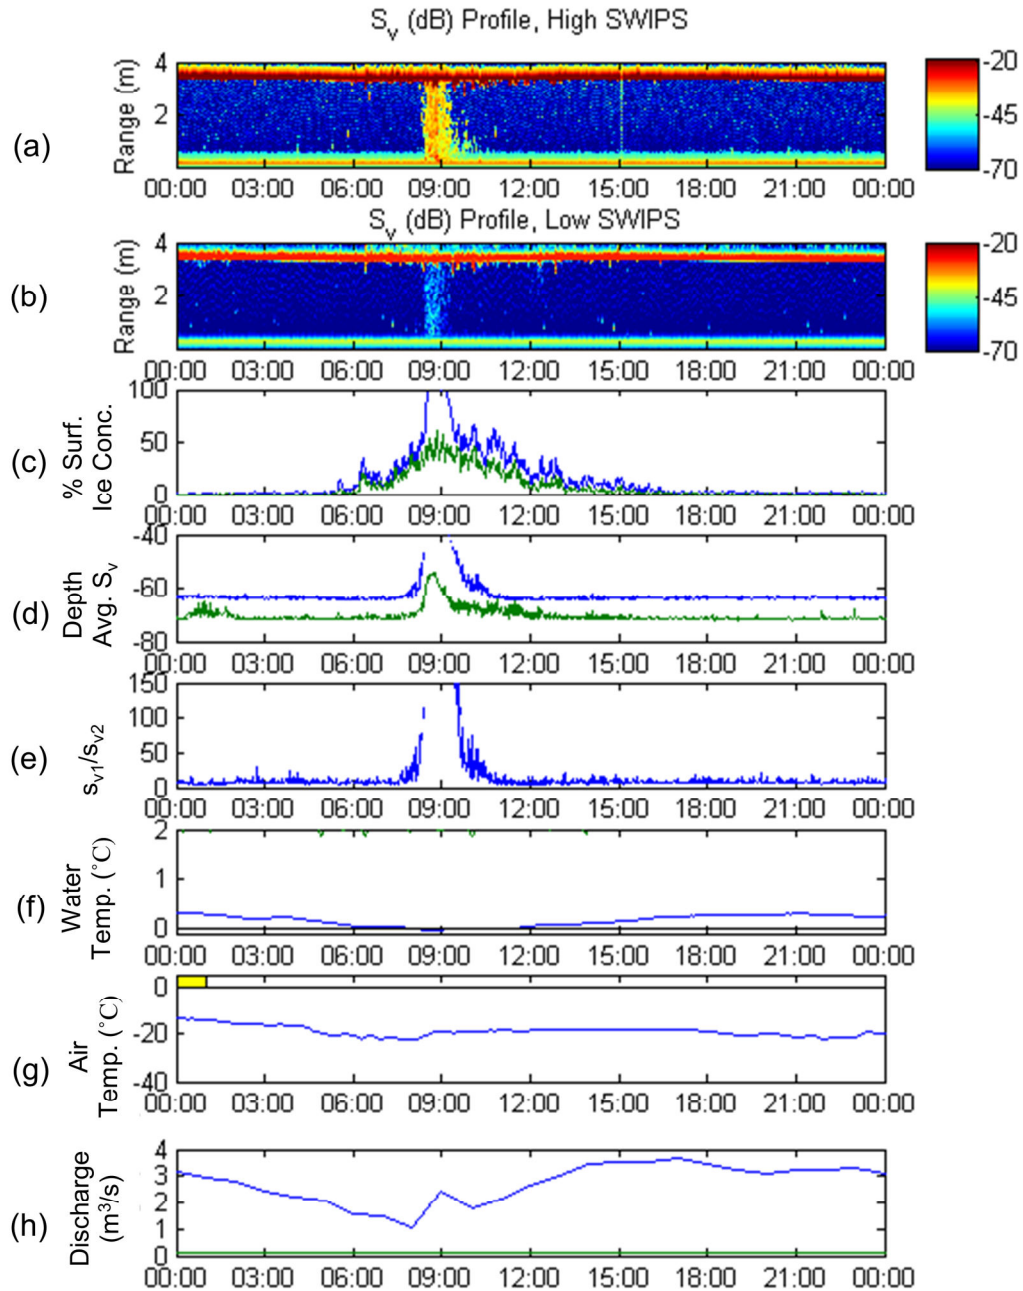 S_v (dB) Profile, High SWIPS
(a)
Range (m)
4
2
-20
-45
-70
00:00 03:00 06:00 09:00 12:00 15:00 18:00 21:00 00:00
S_v (dB) Profile, Low SWIPS
(b)
Range (m)
4
2
-20
-45
-70
00:00 03:00 06:00 09:00 12:00 15:00 18:00 21:00 00:00
(c)
% Surf.
Ice Conc.
100
50
0
00:00 03:00 06:00 09:00 12:00 15:00 18:00 21:00 00:00
(d)
Depth
Avg. S_v
-40
-60
-80
00:00 03:00 06:00 09:00 12:00 15:00 18:00 21:00 00:00
(e)
s_v1/s_v2
150
100
50
0
00:00 03:00 06:00 09:00 12:00 15:00 18:00 21:00 00:00
(f)
Water
Temp. (°C)
2
1
0
00:00 03:00 06:00 09:00 12:00 15:00 18:00 21:00 00:00
(g)
Air
Temp. (°C)
0
-20
-40
00:00 03:00 06:00 09:00 12:00 15:00 18:00 21:00 00:00
(h)
Discharge
(m³/s)
4
3
2
1
0
00:00 03:00 06:00 09:00 12:00 15:00 18:00 21:00 00:00